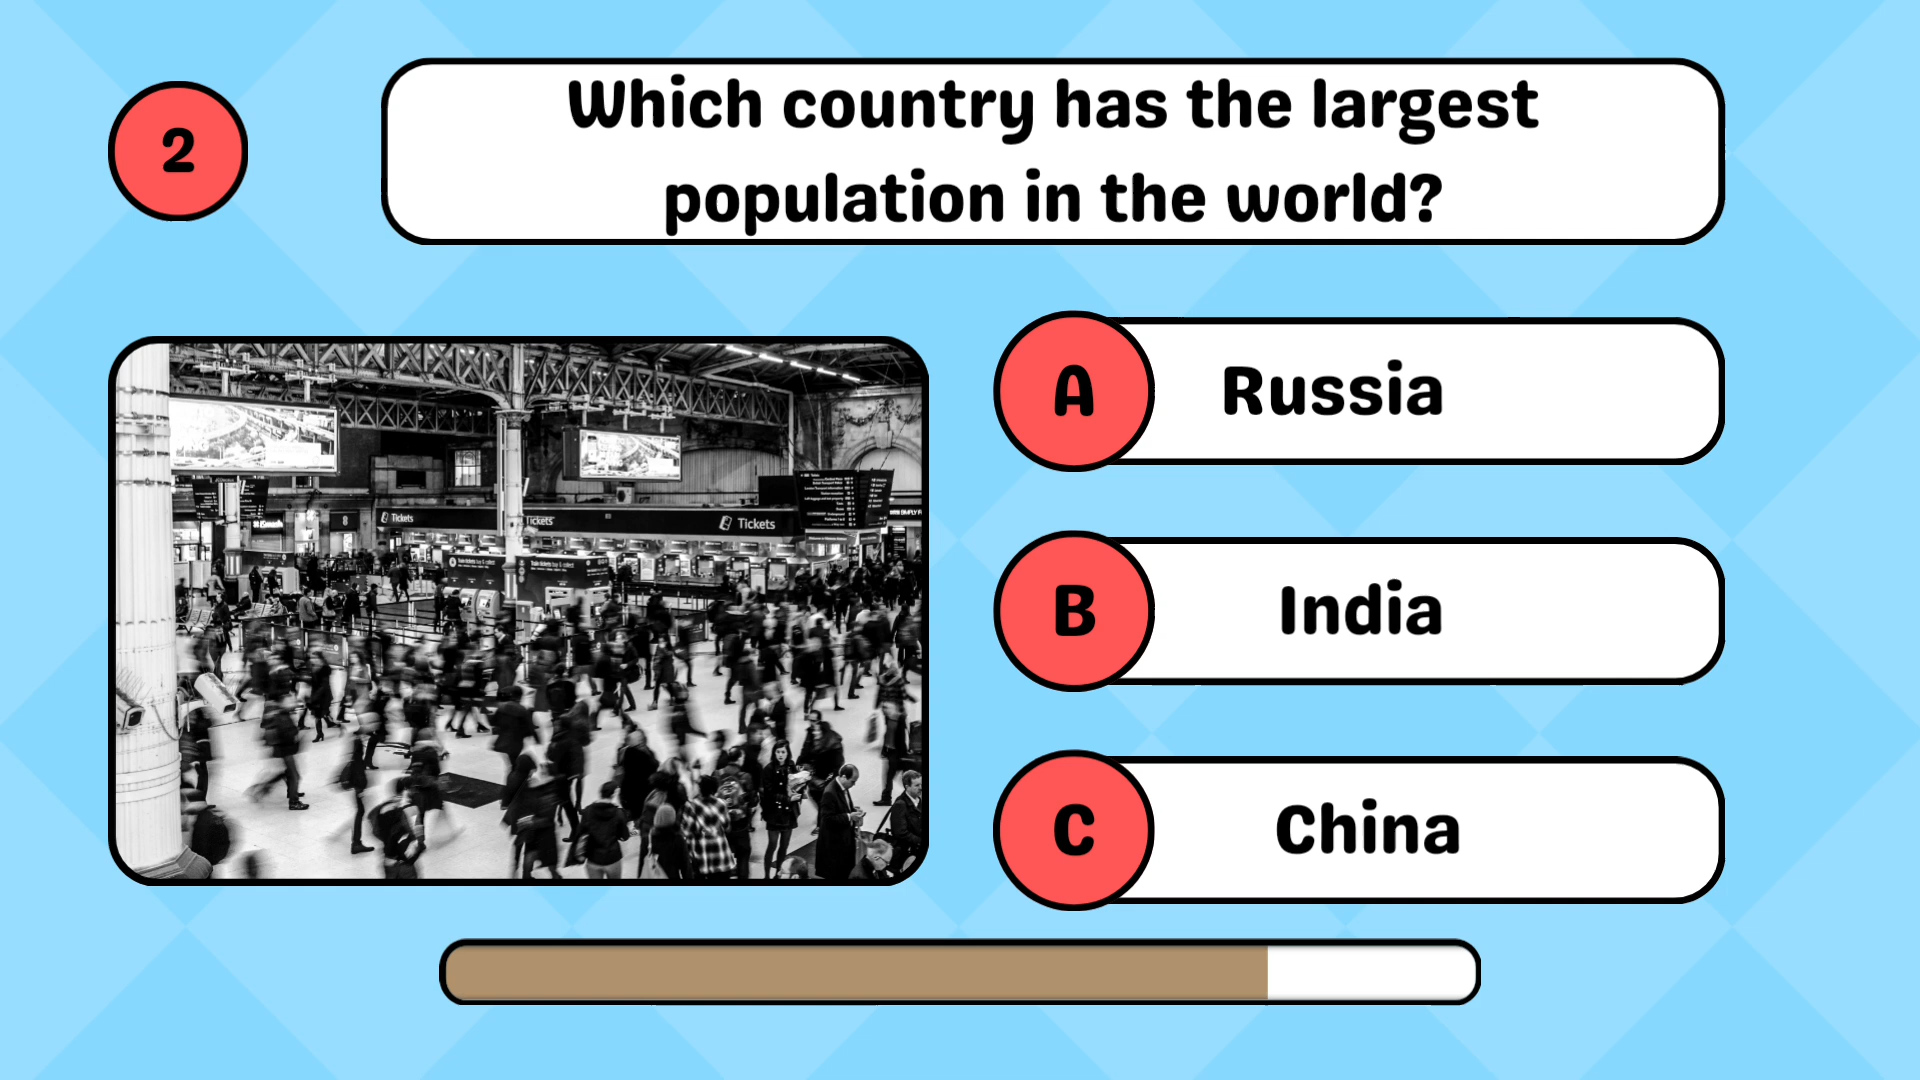 2
Which country has the largest
population in the world?
A
Russia
B
India
C
China
Tickets
Tickets
Tickets